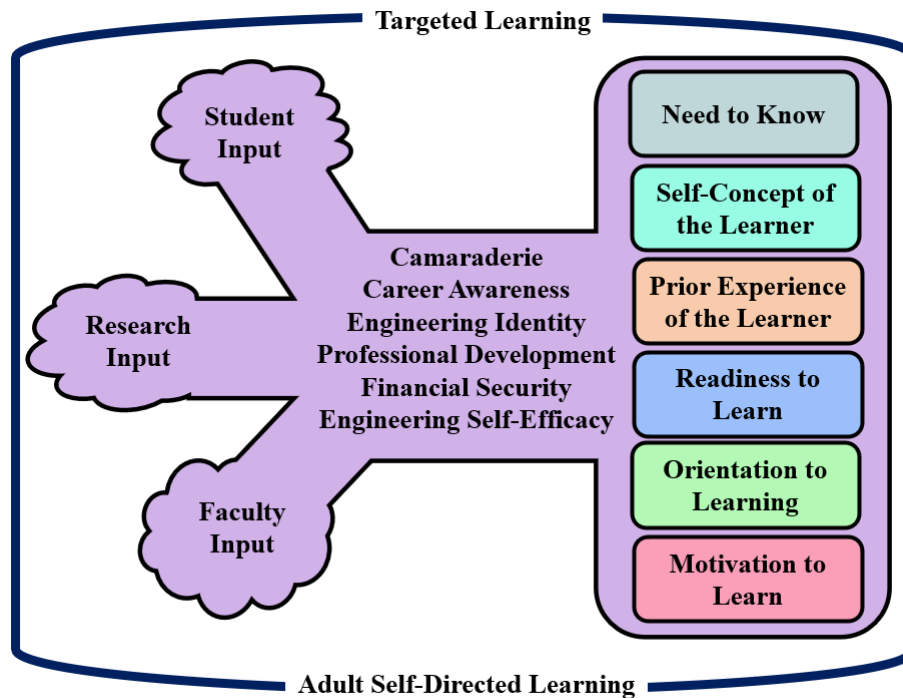 Targeted Learning
Student
Input
Research
Input
Faculty
Input
Camaraderie
Career Awareness
Engineering Identity
Professional Development
Financial Security
Engineering Self-Efficacy
Need to Know
Self-Concept of
the Learner
Prior Experience
of the Learner
Readiness to
Learn
Orientation to
Learning
Motivation to
Learn
Adult Self-Directed Learning